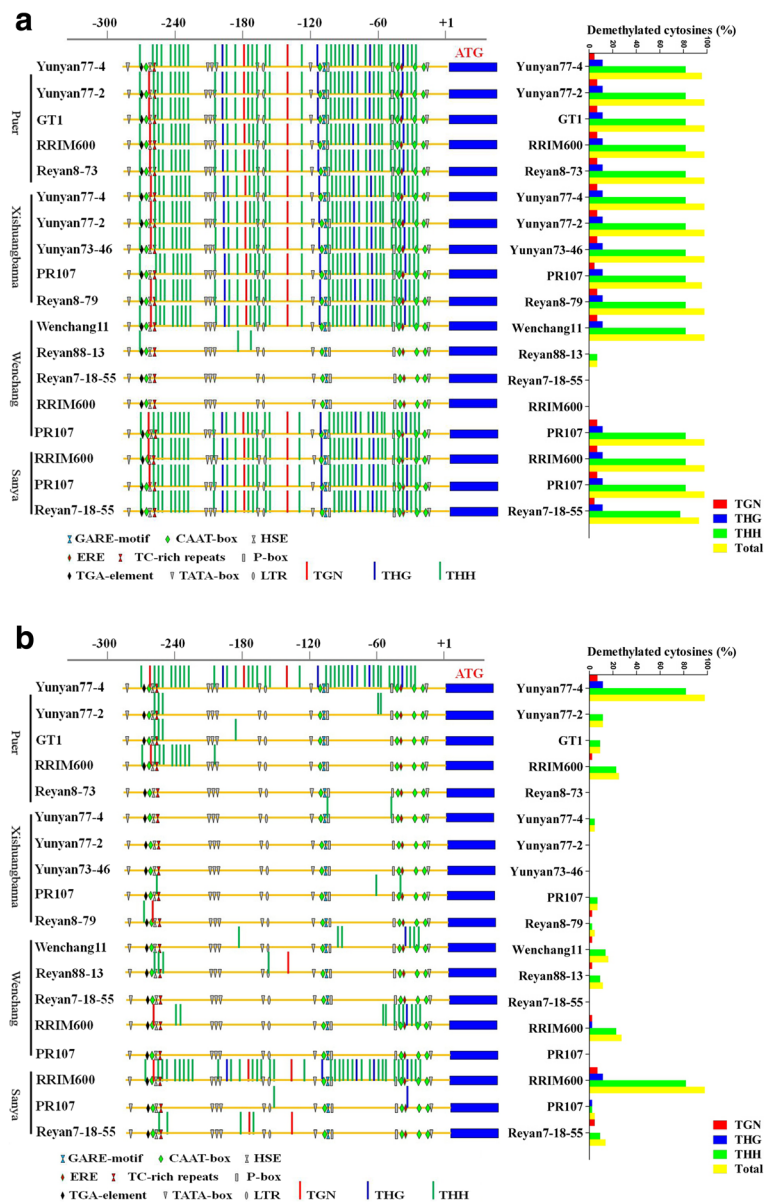 a
-300 -240 -180 -120 -60 +1
ATG
Demethylated cytosines (%)
0 20 40 60 80 100
Puer
Xishuangbanna
Wenchang
Sanya
Yunyan77-4 Yunyan77-4
Yunyan77-2 Yunyan77-2
GT1 GT1
RRIM600 RRIM600
Reyan8-73 Reyan8-73
Yunyan77-4 Yunyan77-4
Yunyan77-2 Yunyan77-2
Yunyan73-46 Yunyan73-46
PR107 PR107
Reyan8-79 Reyan8-79
Wenchang11 Wenchang11
Reyan88-13 Reyan88-13
Reyan7-18-55 Reyan7-18-55
RRIM600 RRIM600
PR107 PR107
RRIM600 RRIM600
PR107 PR107
Reyan7-18-55 Reyan7-18-55
GARE-motif CAAT-box HSE
ERE TC-rich repeats P-box
TGA-element TATA-box LTR TGN THG THH
TGN
THG
THH
Total
b
-300 -240 -180 -120 -60 +1
ATG
Demethylated cytosines (%)
0 20 40 60 80 100
Puer
Xishuangbanna
Wenchang
Sanya
Yunyan77-4 Yunyan77-4
Yunyan77-2 Yunyan77-2
GT1 GT1
RRIM600 RRIM600
Reyan8-73 Reyan8-73
Yunyan77-4 Yunyan77-4
Yunyan77-2 Yunyan77-2
Yunyan73-46 Yunyan73-46
PR107 PR107
Reyan8-79 Reyan8-79
Wenchang11 Wenchang11
Reyan88-13 Reyan88-13
Reyan7-18-55 Reyan7-18-55
RRIM600 RRIM600
PR107 PR107
RRIM600 RRIM600
PR107 PR107
Reyan7-18-55 Reyan7-18-55
GARE-motif CAAT-box HSE
ERE TC-rich repeats P-box
TGA-element TATA-box LTR TGN THG THH
TGN
THG
THH
Total